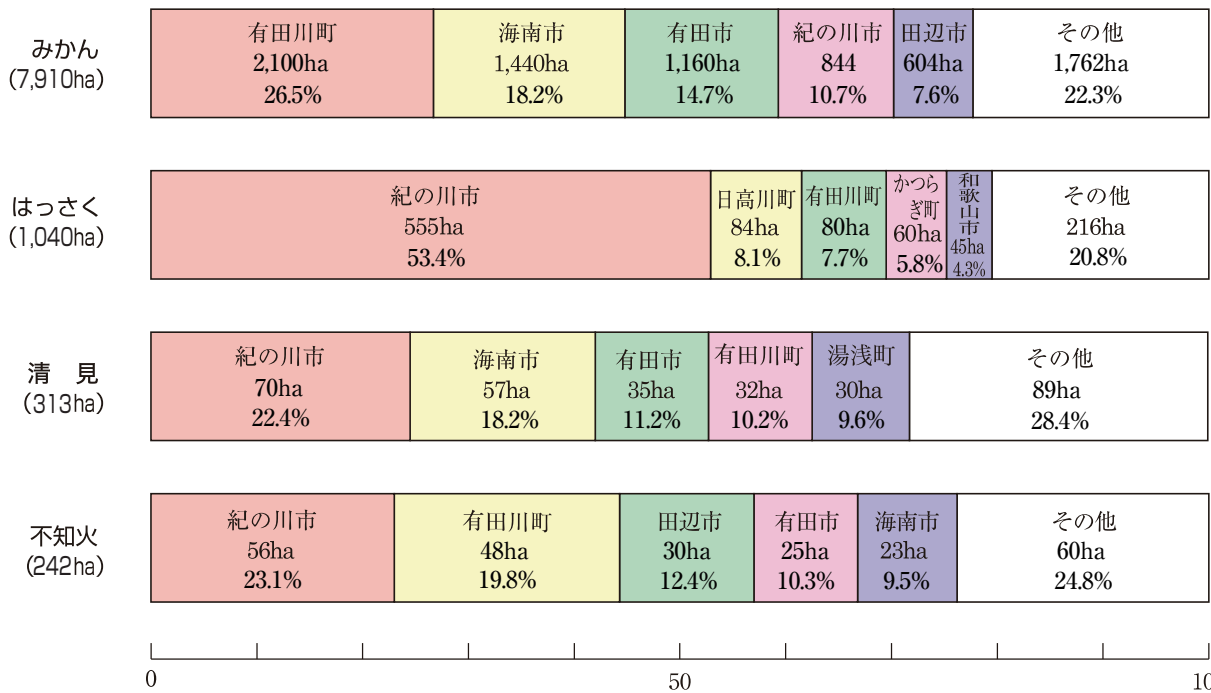 みかん
(7,910ha)
有田川町
2,100ha
26.5%
海南市
1,440ha
18.2%
有田市
1,160ha
14.7%
紀の川市
844
10.7%
田辺市
604ha
7.6%
その他
1,762ha
22.3%
はっさく
(1,040ha)
紀の川市
555ha
53.4%
日高川町
84ha
8.1%
有田川町
80ha
7.7%
かつら
ぎ町
60ha
5.8%
和歌山市
45ha
4.3%
その他
216ha
20.8%
清　見
(313ha)
紀の川市
70ha
22.4%
海南市
57ha
18.2%
有田市
35ha
11.2%
有田川町
32ha
10.2%
湯浅町
30ha
9.6%
その他
89ha
28.4%
不知火
(242ha)
紀の川市
56ha
23.1%
有田川町
48ha
19.8%
田辺市
30ha
12.4%
有田市
25ha
10.3%
海南市
23ha
9.5%
その他
60ha
24.8%
0
50
10